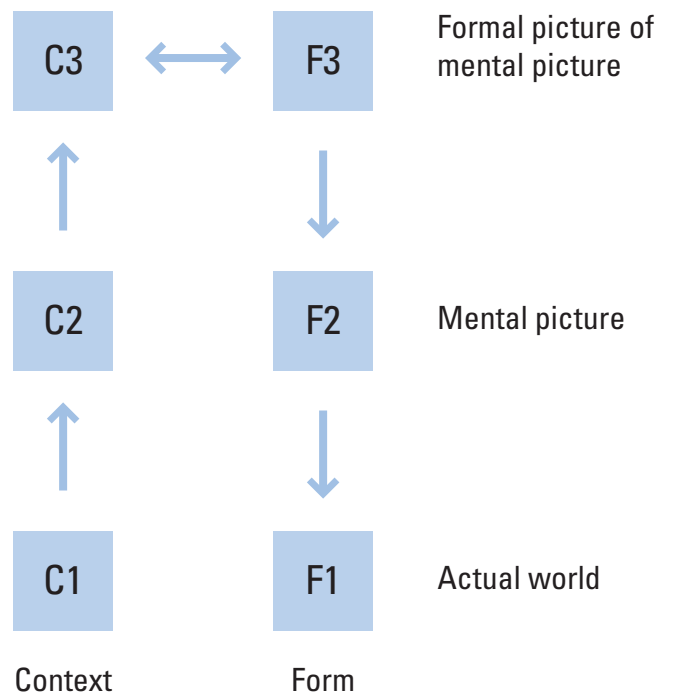 C3 F3 Formal picture of
mental picture
C2 F2 Mental picture
C1 F1 Actual world
Context Form